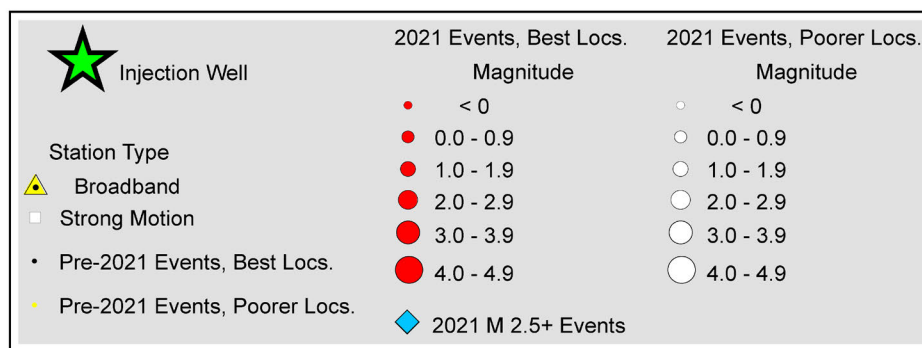 Injection Well
Station Type
Broadband
Strong Motion
Pre-2021 Events, Best Locs.
Pre-2021 Events, Poorer Locs.
2021 Events, Best Locs.
Magnitude
< 0
0.0 - 0.9
1.0 - 1.9
2.0 - 2.9
3.0 - 3.9
4.0 - 4.9
2021 M 2.5+ Events
2021 Events, Poorer Locs.
Magnitude
< 0
0.0 - 0.9
1.0 - 1.9
2.0 - 2.9
3.0 - 3.9
4.0 - 4.9